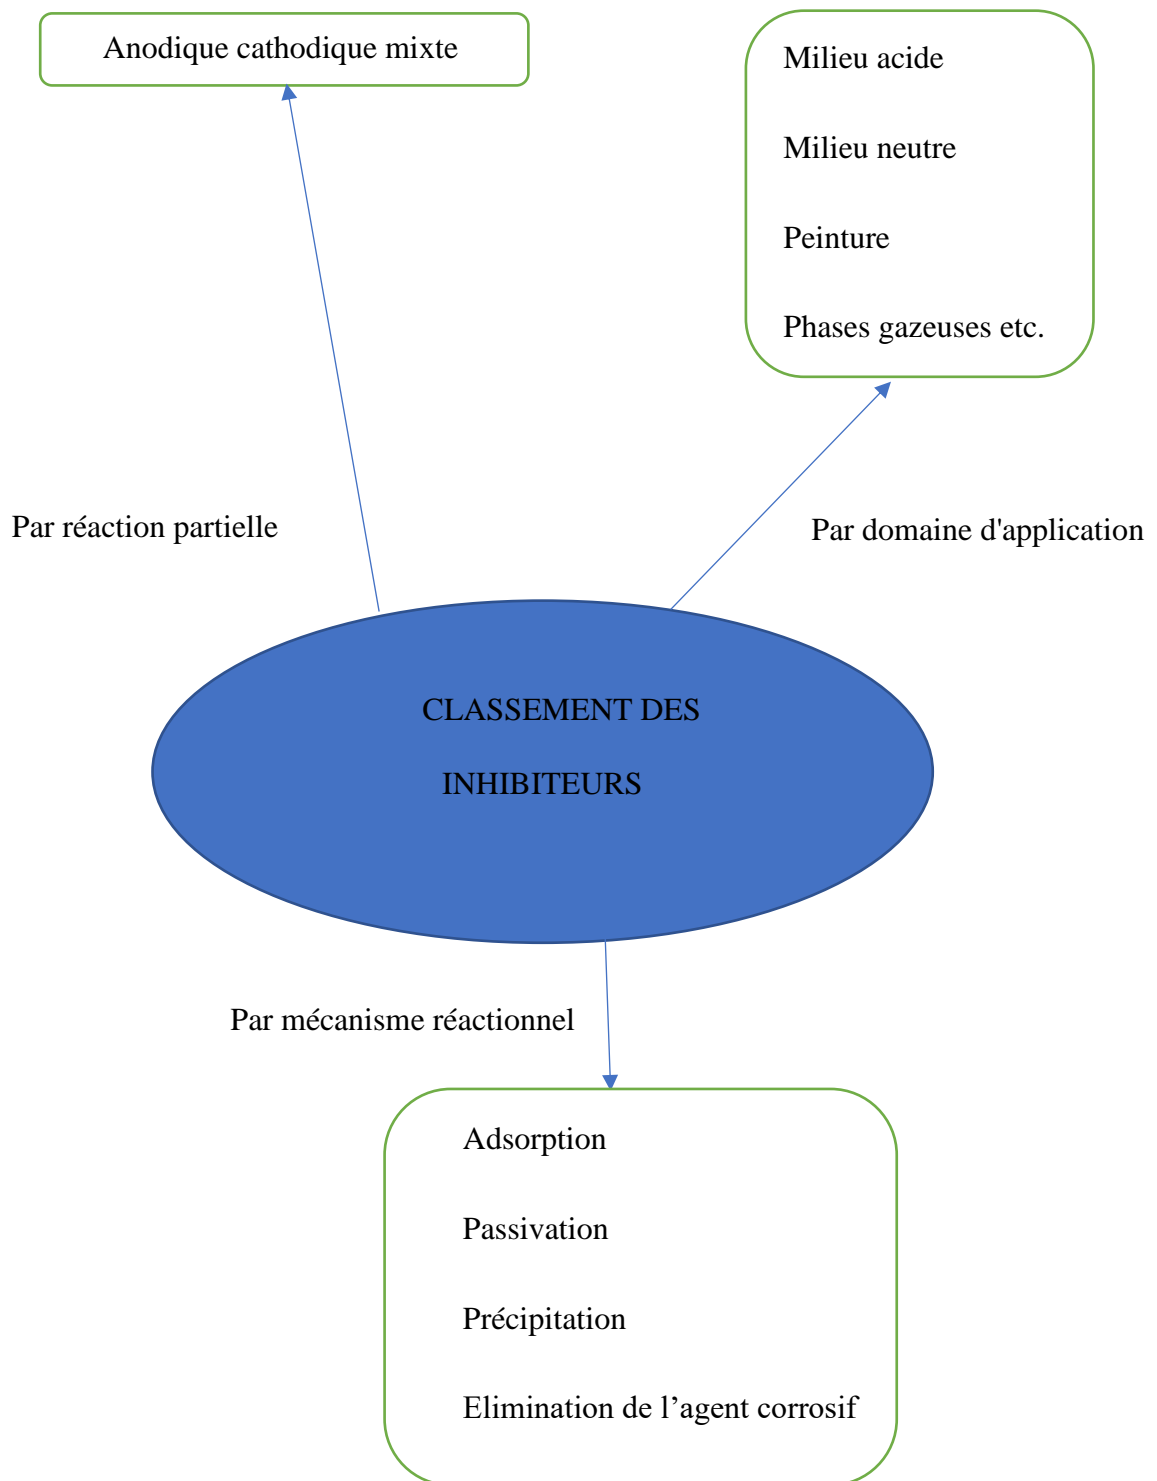 Anodique cathodique mixte
Milieu acide
Milieu neutre
Peinture
Phases gazeuses etc.
Par réaction partielle
Par domaine d'application
CLASSEMENT DES
INHIBITEURS
Par mécanisme réactionnel
Adsorption
Passivation
Précipitation
Elimination de l’agent corrosif